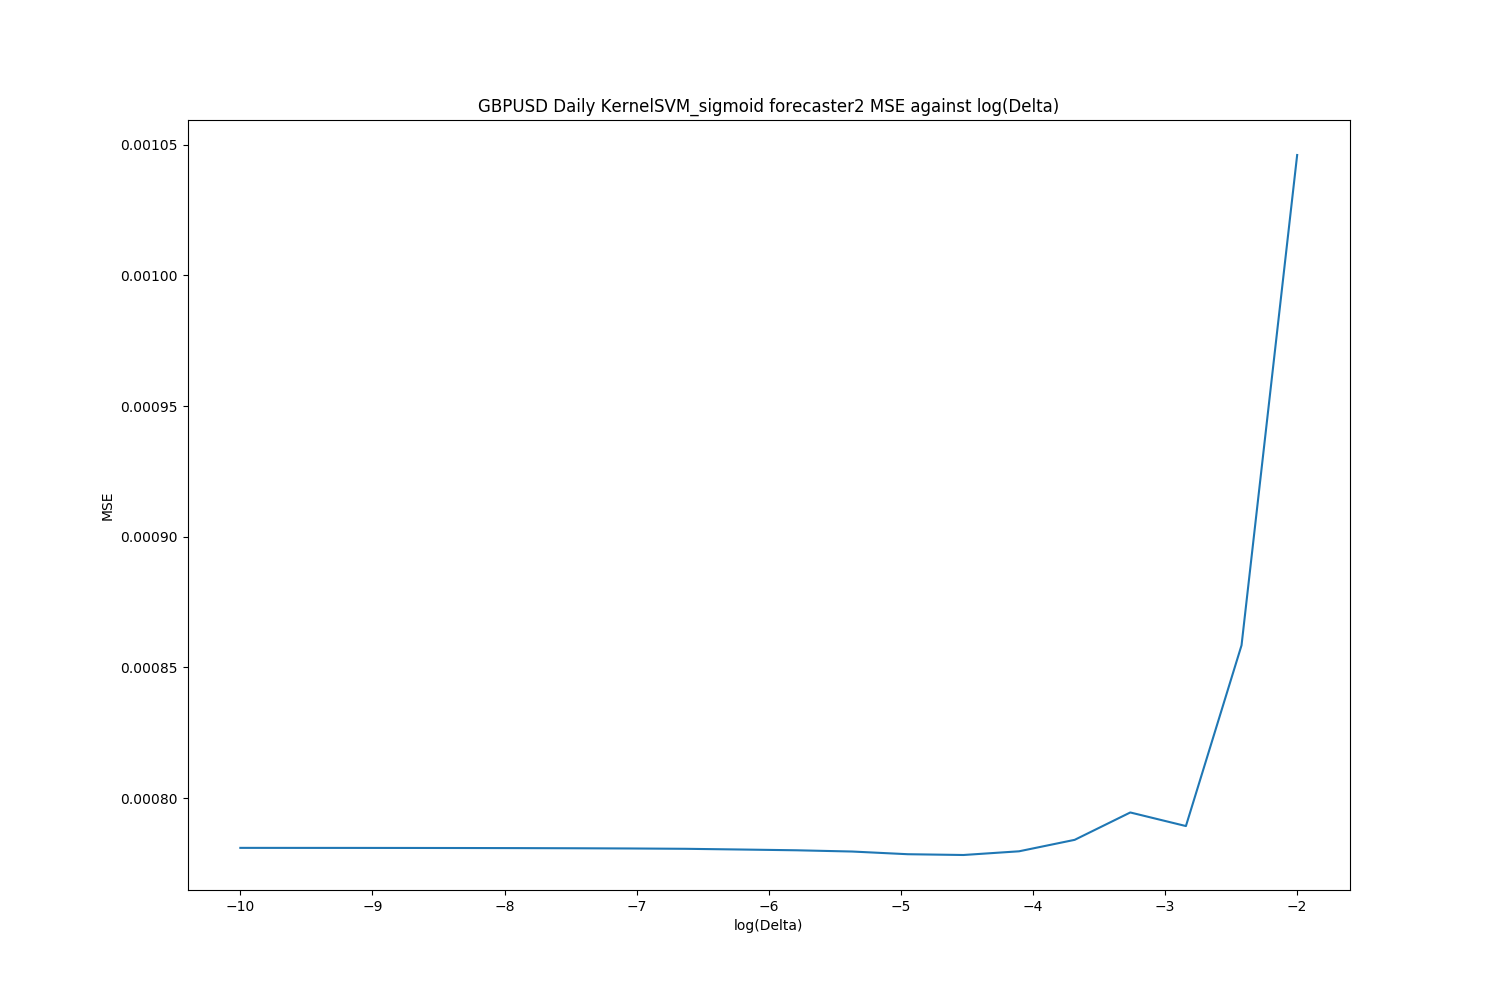 GBPUSD Daily KernelSVM_sigmoid forecaster2 MSE against log(Delta)
0.00105
0.00100
0.00095
0.00090
0.00085
0.00080
MSE
−10 −9 −8 −7 −6 −5 −4 −3 −2
log(Delta)